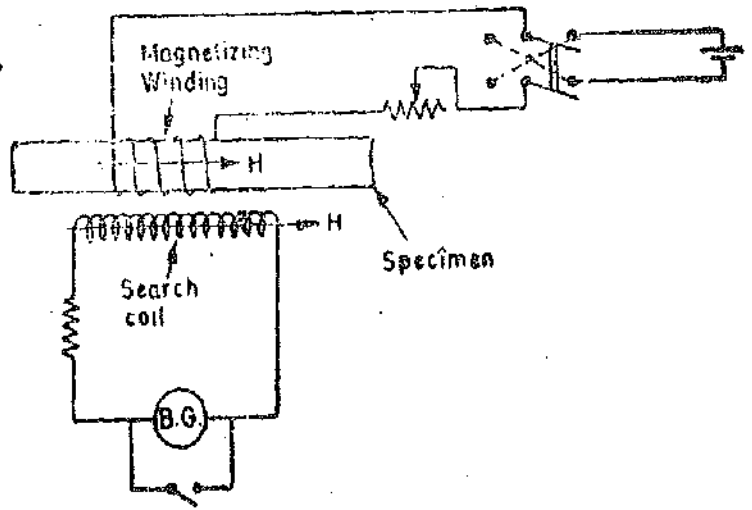 Magnetizing
Winding
H
H
Specimen
Search
coil
B.G.